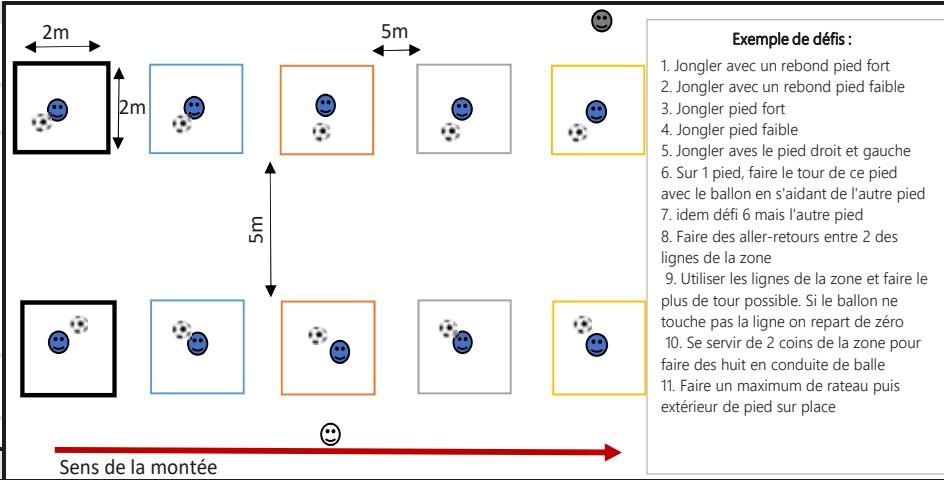 2m
5m
2m
5m
Sens de la montée
Exemple de défis :
1. Jongler avec un rebond pied fort
2. Jongler avec un rebond pied faible
3. Jongler pied fort
4. Jongler pied faible
5. Jongler aves le pied droit et gauche
6. Sur 1 pied, faire le tour de ce pied
avec le ballon en s'aidant de l'autre pied
7. idem défi 6 mais l'autre pied
8. Faire des aller-retours entre 2 des
lignes de la zone
9. Utiliser les lignes de la zone et faire le
plus de tour possible. Si le ballon ne
touche pas la ligne on repart de zéro
10. Se servir de 2 coins de la zone pour
faire des huit en conduite de balle
11. Faire un maximum de rateau puis
extérieur de pied sur place